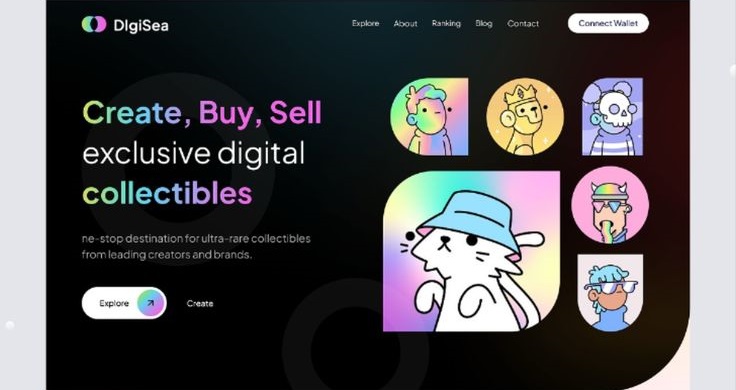 DIgiSea
Explore About Ranking Blog Contact Connect Wallet
Create, Buy, Sell
exclusive digital
collectibles
ne-stop destination for ultra-rare collectibles
from leading creators and brands.
Explore Create